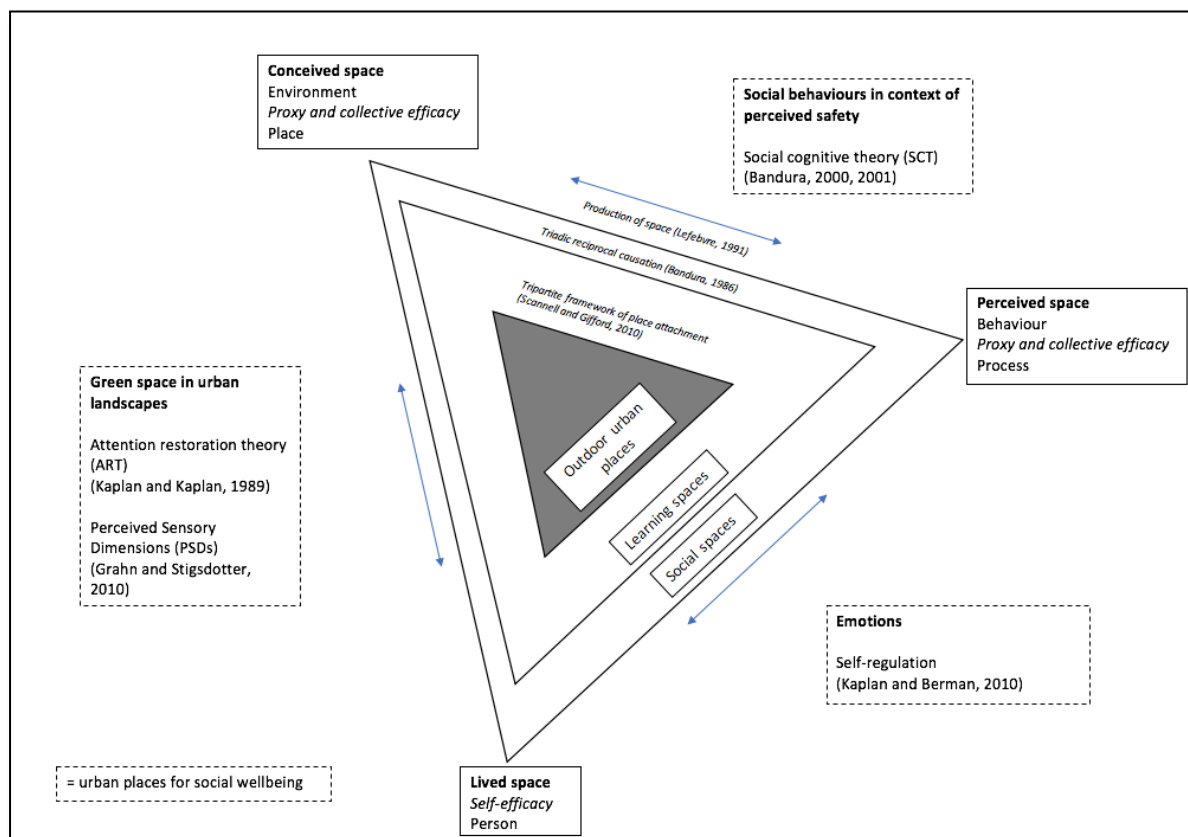 Conceived space
Environment
Proxy and collective efficacy
Place
Social behaviours in context of
perceived safety
Social cognitive theory (SCT)
(Bandura, 2000, 2001)
Production of space (Lefebvre, 1991)
Triadic reciprocal causation (Bandura, 1986)
Tripartite framework of place attachment
(Scannell and Gifford, 2010)
Perceived space
Behaviour
Proxy and collective efficacy
Process
Green space in urban
landscapes
Attention restoration theory
(ART)
(Kaplan and Kaplan, 1989)
Perceived Sensory
Dimensions (PSDs)
(Grahn and Stigsdotter,
2010)
Outdoor urban
places
Learning spaces
Social spaces
Emotions
Self-regulation
(Kaplan and Berman, 2010)
= urban places for social wellbeing
Lived space
Self-efficacy
Person